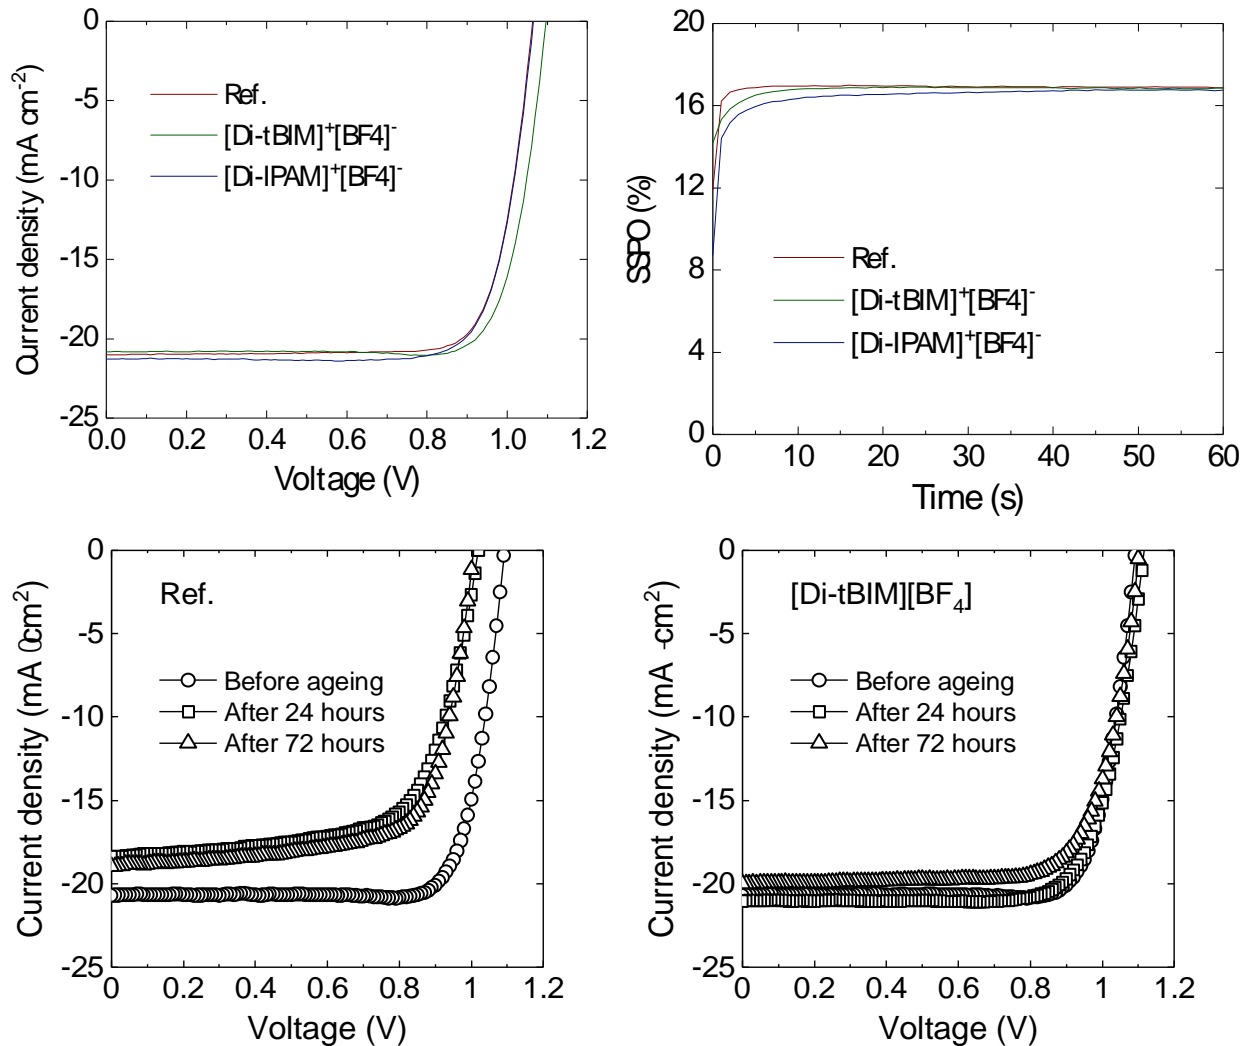 0
-5
-10
-15
-20
-25
Current density (mA cm-2)
Ref.
[Di-tBIM]+[BF4]-
[Di-IPAM]+[BF4]-
0.0 0.2 0.4 0.6 0.8 1.0 1.2
Voltage (V)
20
16
12
8
4
0
SSPO (%)
Ref.
[Di-tBIM]+[BF4]-
[Di-IPAM]+[BF4]-
0 10 20 30 40 50 60
Time (s)
0
-5
-10
-15
-20
-25
Current density (mA 0cm2)
Ref.
Before ageing
After 24 hours
After 72 hours
0 0.2 0.4 0.6 0.8 1 1.2
Voltage (V)
0
-5
-10
-15
-20
-25
Current density (mA -cm2)
[Di-tBIM][BF4]
Before ageing
After 24 hours
After 72 hours
0 0.2 0.4 0.6 0.8 1 1.2
Voltage (V)